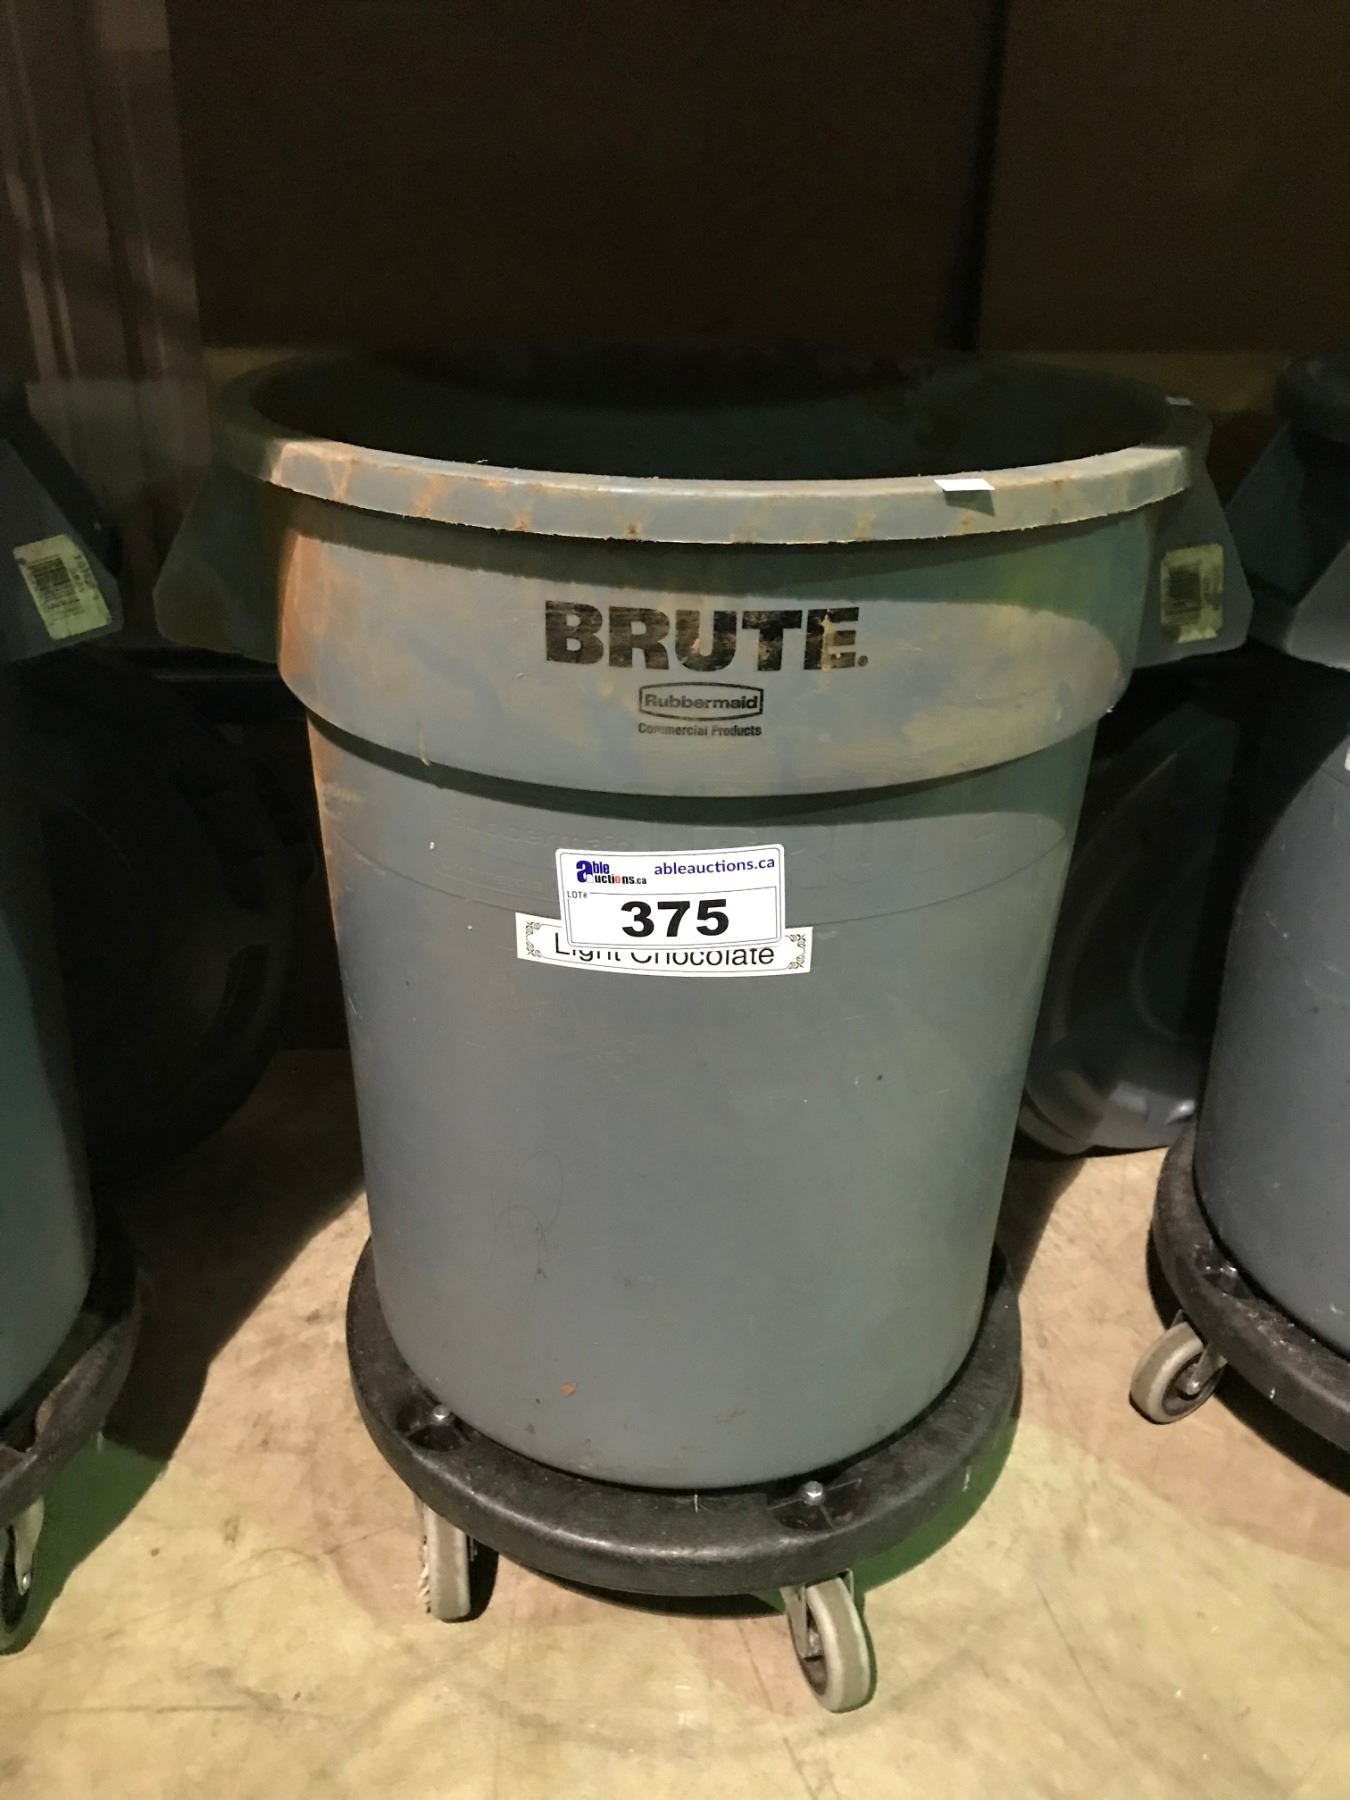 BRUTE.
Rubbermaid
Commercial Products
able auctions.ca
ableauctions.ca
LOT#
375
Light Chocolate